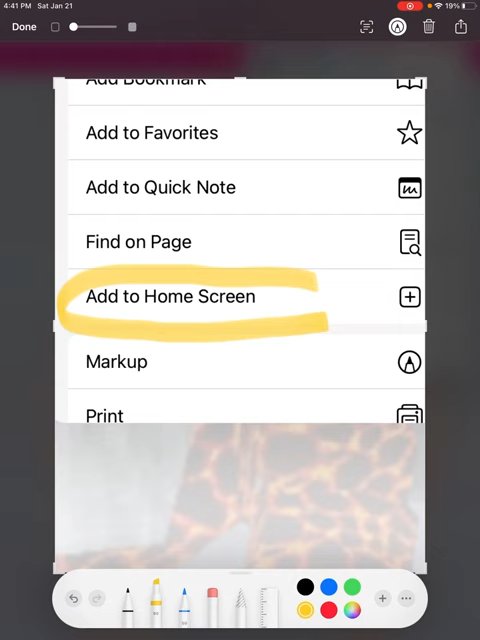 4:41 PM Sat Jan 21
19%
Done
Add Bookmark
Add to Favorites
Add to Quick Note
Find on Page
Add to Home Screen
Markup
Print